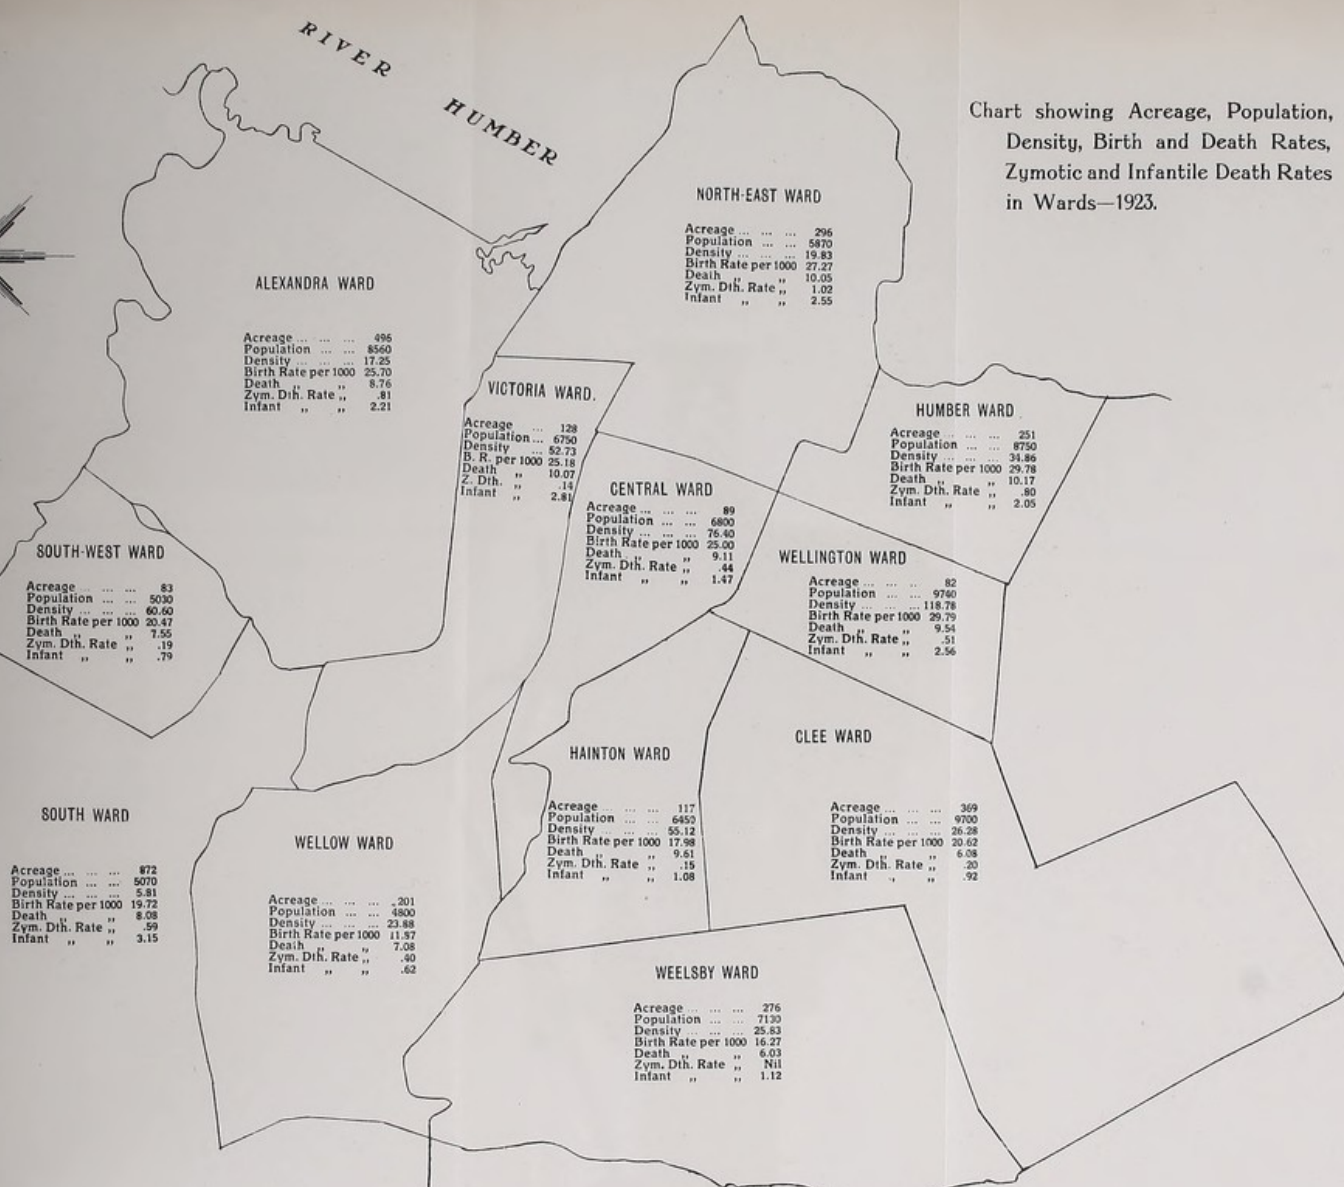 RIVER HUMBER
Chart showing Acreage, Population,
Density, Birth and Death Rates,
Zymotic and Infantile Death Rates
in Wards—1923.
NORTH-EAST WARD
Acreage ... ... ... 296
Population ... ... 5870
Density ... ... ... 19.83
Birth Rate per 1000 27.27
Death „ „ 10.05
Zym. Dth. Rate „ 1.02
Infant „ „ 2.55
ALEXANDRA WARD
Acreage ... ... ... 496
Population ... ... 8560
Density ... ... ... 17.25
Birth Rate per 1000 25.70
Death „ „ 8.76
Zym. Dth. Rate „ .81
Infant „ „ 2.21
VICTORIA WARD.
Acreage ... 128
Population ... 6750
Density ... 52.73
B. R. per 1000 25.18
Death „ 10.07
Z. Dth. „ .14
Infant „ 2.81
HUMBER WARD
Acreage ... ... ... 251
Population ... ... 8750
Density ... ... ... 34.86
Birth Rate per 1000 29.78
Death „ „ 10.17
Zym. Dth. Rate „ .80
Infant „ „ 2.05
CENTRAL WARD
Acreage ... ... ... 89
Population ... ... 6800
Density ... ... ... 76.40
Birth Rate per 1000 25.00
Death „ „ 9.11
Zym. Dth. Rate „ .44
Infant „ „ 1.47
SOUTH-WEST WARD
Acreage ... ... ... 83
Population ... ... 5030
Density ... ... ... 60.60
Birth Rate per 1000 20.47
Death „ „ 7.55
Zym. Dth. Rate „ .19
Infant „ „ .79
WELLINGTON WARD
Acreage ... ... ... 82
Population ... ... 9740
Density ... ... ... 118.78
Birth Rate per 1000 29.79
Death „ „ 9.54
Zym. Dth. Rate „ .51
Infant „ „ 2.56
HAINTON WARD
Acreage ... ... ... 117
Population ... ... 6450
Density ... ... ... 55.12
Birth Rate per 1000 17.98
Death „ „ 9.61
Zym. Dth. Rate „ .15
Infant „ „ 1.08
CLEE WARD
Acreage ... ... ... 369
Population ... ... 9700
Density ... ... ... 26.28
Birth Rate per 1000 20.62
Death „ „ 6.08
Zym. Dth. Rate „ .20
Infant „ „ .92
SOUTH WARD
Acreage ... ... ... 872
Population ... ... 5070
Density ... ... ... 5.81
Birth Rate per 1000 19.72
Death „ „ 8.08
Zym. Dth. Rate „ .59
Infant „ „ 3.15
WELLOW WARD
Acreage ... ... ... 201
Population ... ... 4800
Density ... ... ... 23.88
Birth Rate per 1000 11.87
Death „ „ 7.08
Zym. Dth. Rate „ .40
Infant „ „ .62
WEELSBY WARD
Acreage ... ... ... 276
Population ... ... 7130
Density ... ... ... 25.83
Birth Rate per 1000 16.27
Death „ „ 6.03
Zym. Dth. Rate „ Nil
Infant „ „ 1.12